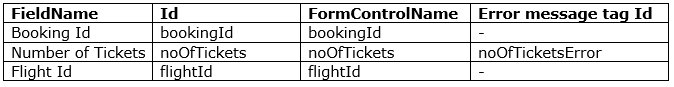 FieldName Id FormControlName Error message tag Id
Booking Id bookingId bookingId -
Number of Tickets noOfTickets noOfTickets noOfTicketsError
Flight Id flightId flightId -